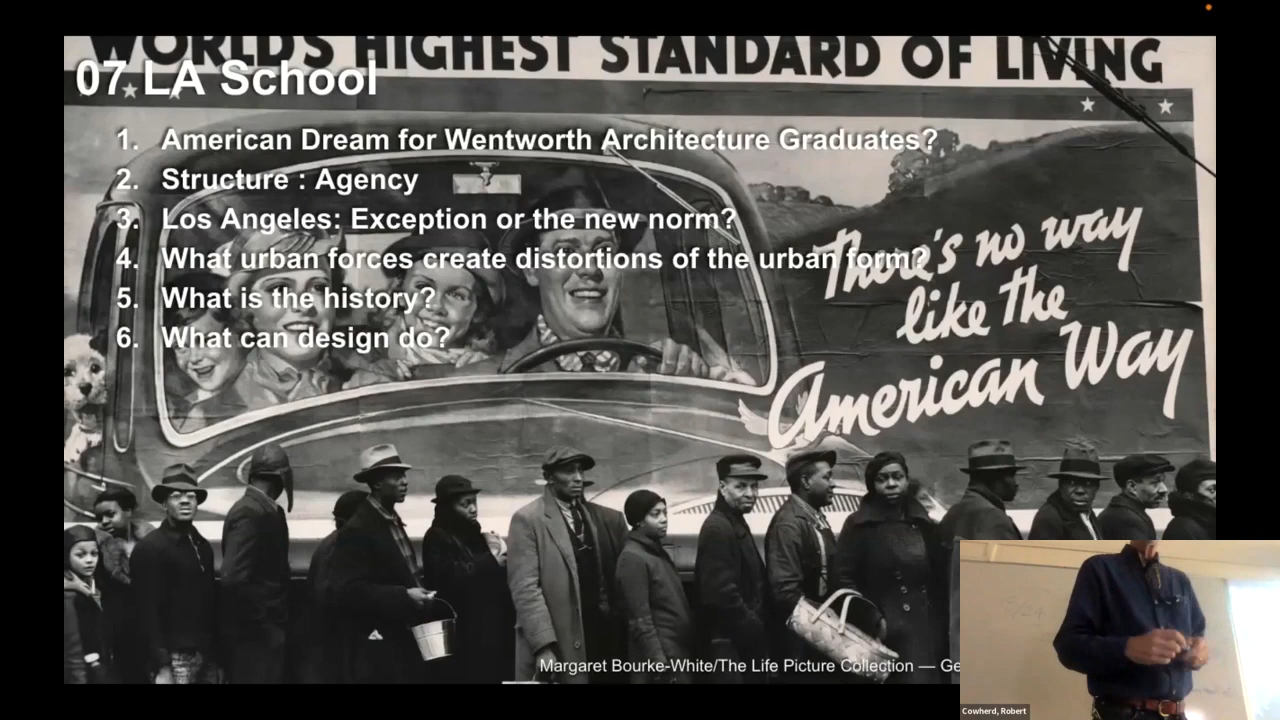 WORLD'S HIGHEST STANDARD OF LIVING
07 LA School
1. American Dream for Wentworth Architecture Graduates?
2. Structure : Agency
3. Los Angeles: Exception or the new norm?
4. What urban forces create distortions of the urban form?
5. What is the history?
6. What can design do?
There's no way
like the
American Way
Margaret Bourke-White/The Life Picture Collection —
Cowherd, Robert